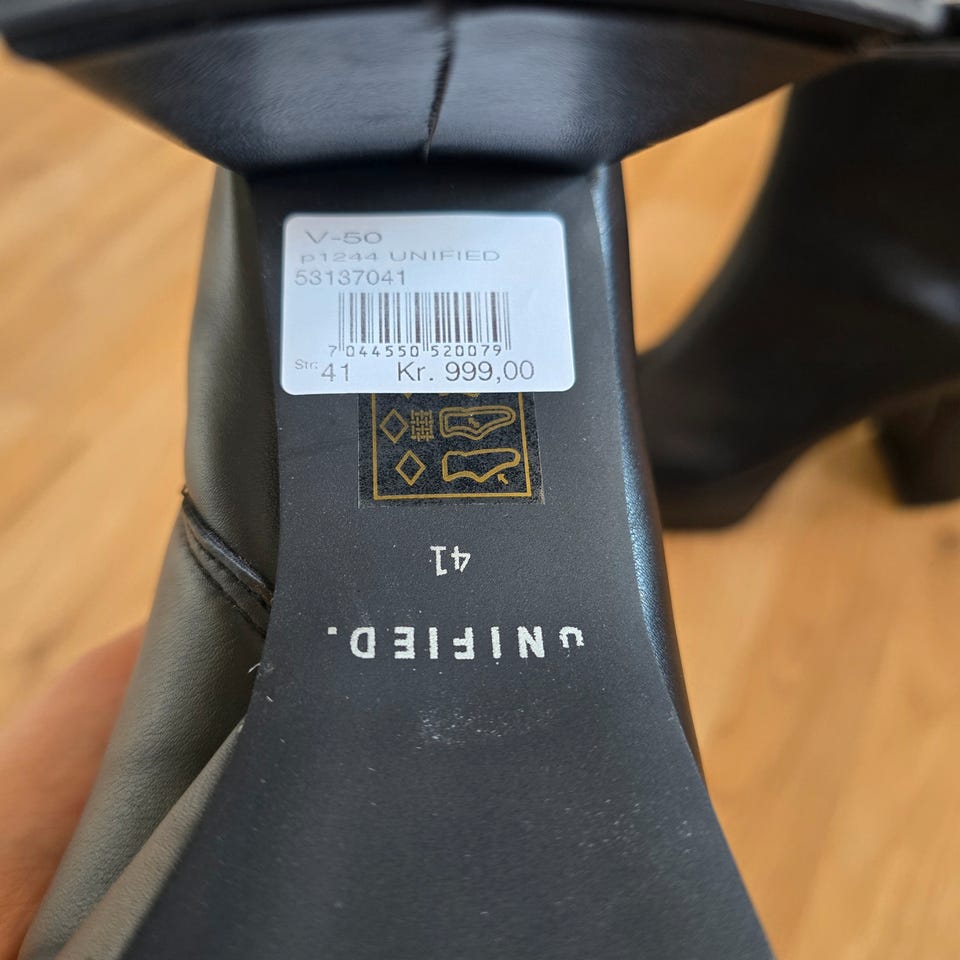 V-50
p1244 UNIFIED
53137041
7 044550 520079
Str: 41 Kr. 999,00
41
UNIFIED.